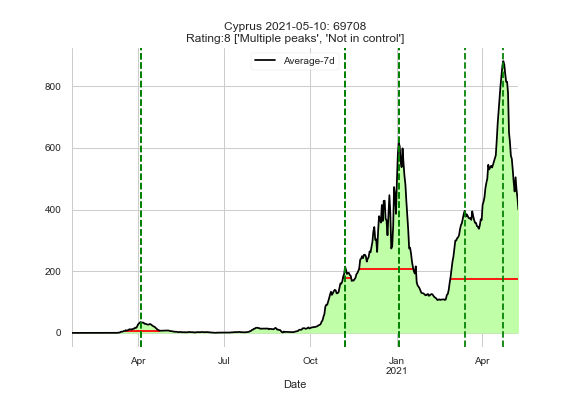 Cyprus 2021-05-10: 69708
Rating:8 ['Multiple peaks', 'Not in control']
Average-7d
800
600
400
200
0
Apr
Jul
Oct
Jan
2021
Apr
Date